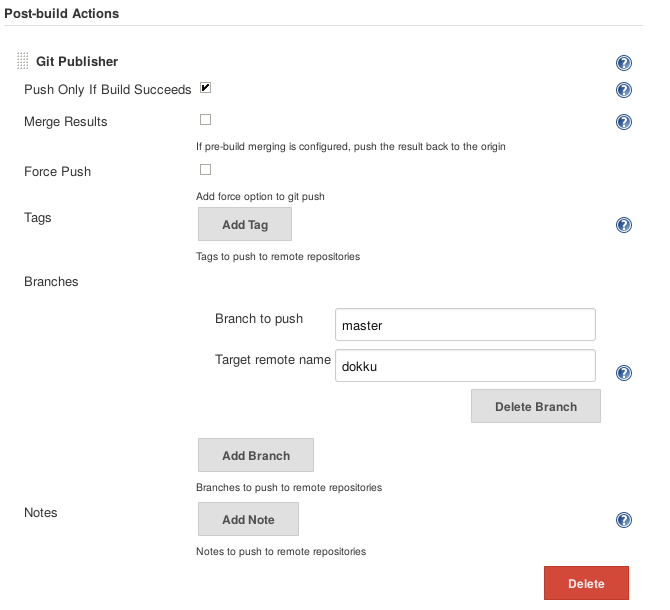 Post-build Actions
Git Publisher
Push Only If Build Succeeds
Merge Results
If pre-build merging is configured, push the result back to the origin
Force Push
Add force option to git push
Tags
Add Tag
Tags to push to remote repositories
Branches
Branch to push
master
Target remote name
dokku
Delete Branch
Add Branch
Branches to push to remote repositories
Notes
Add Note
Notes to push to remote repositories
Delete